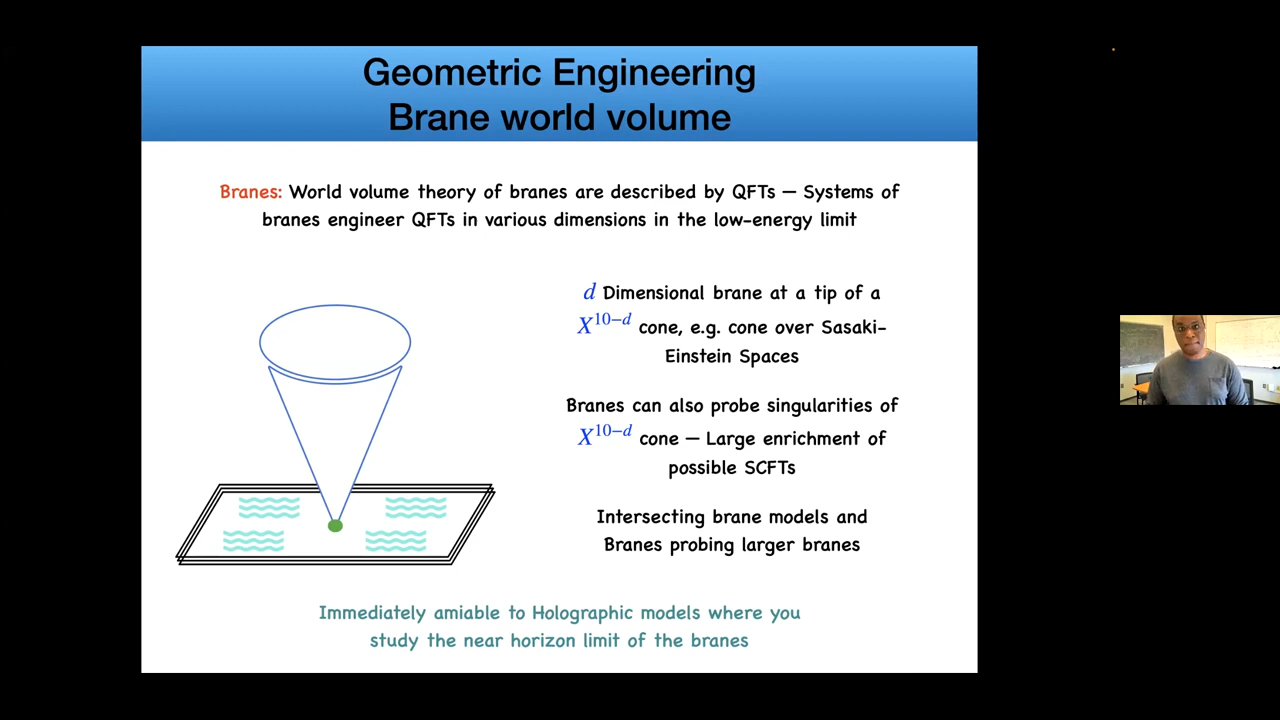 Geometric Engineering
Brane world volume
Branes: World volume theory of branes are described by QFTs — Systems of
branes engineer QFTs in various dimensions in the low-energy limit
d Dimensional brane at a tip of a
X^{10−d} cone, e.g. cone over Sasaki-
Einstein Spaces
Branes can also probe singularities of
X^{10−d} cone — Large enrichment of
possible SCFTs
Intersecting brane models and
Branes probing larger branes
Immediately amiable to Holographic models where you
study the near horizon limit of the branes